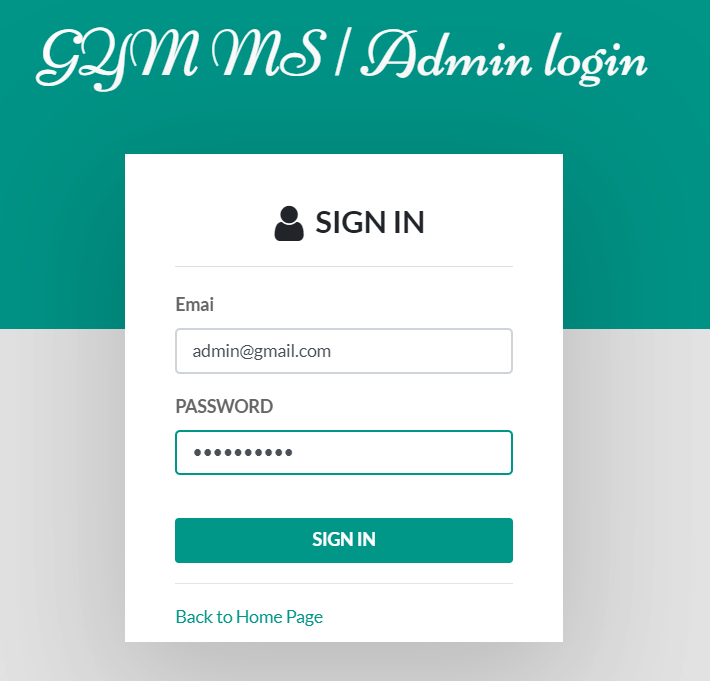 GYM MS | Admin login
SIGN IN
Emai
admin@gmail.com
PASSWORD
••••••••••
SIGN IN
Back to Home Page